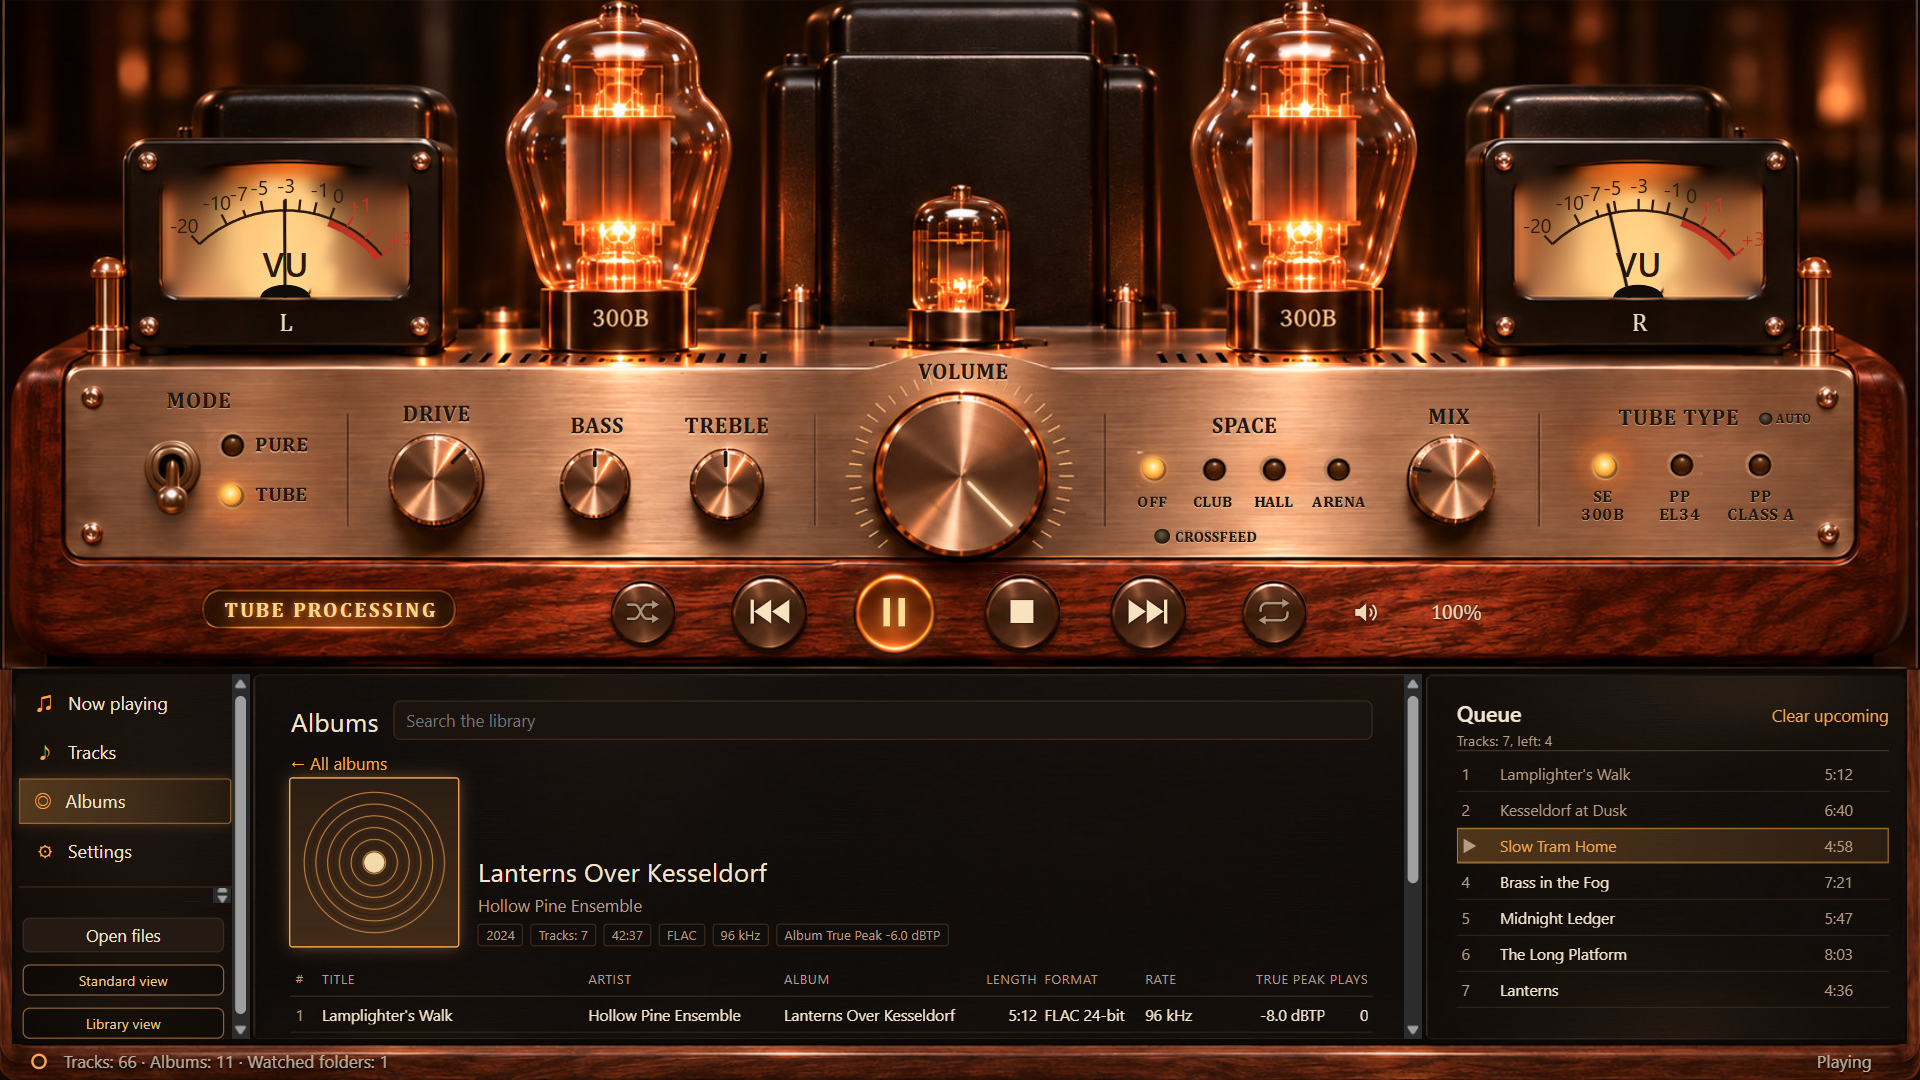 -20 -10 -7 -5 -3 -1 0 +1 +3
VU
L
300B
300B
-20 -10 -7 -5 -3 -1 0 +1 +3
VU
R
MODE
PURE
TUBE
DRIVE
BASS
TREBLE
VOLUME
SPACE
OFF CLUB HALL ARENA
CROSSFEED
MIX
TUBE TYPE
AUTO
SE 300B
PP EL34
PP CLASS A
TUBE PROCESSING
100%
Now playing
Tracks
Albums
Settings
Open files
Standard view
Library view
Albums
Search the library
← All albums
Lanterns Over Kesseldorf
Hollow Pine Ensemble
2024 Tracks: 7 42:37 FLAC 96 kHz Album True Peak -6.0 dBTP
# TITLE ARTIST ALBUM LENGTH FORMAT RATE TRUE PEAK PLAYS
1 Lamplighter's Walk Hollow Pine Ensemble Lanterns Over Kesseldorf 5:12 FLAC 24-bit 96 kHz -8.0 dBTP 0
Queue
Clear upcoming
Tracks: 7, left: 4
1 Lamplighter's Walk 5:12
2 Kesseldorf at Dusk 6:40
Slow Tram Home 4:58
4 Brass in the Fog 7:21
5 Midnight Ledger 5:47
6 The Long Platform 8:03
7 Lanterns 4:36
Tracks: 66 · Albums: 11 · Watched folders: 1
Playing